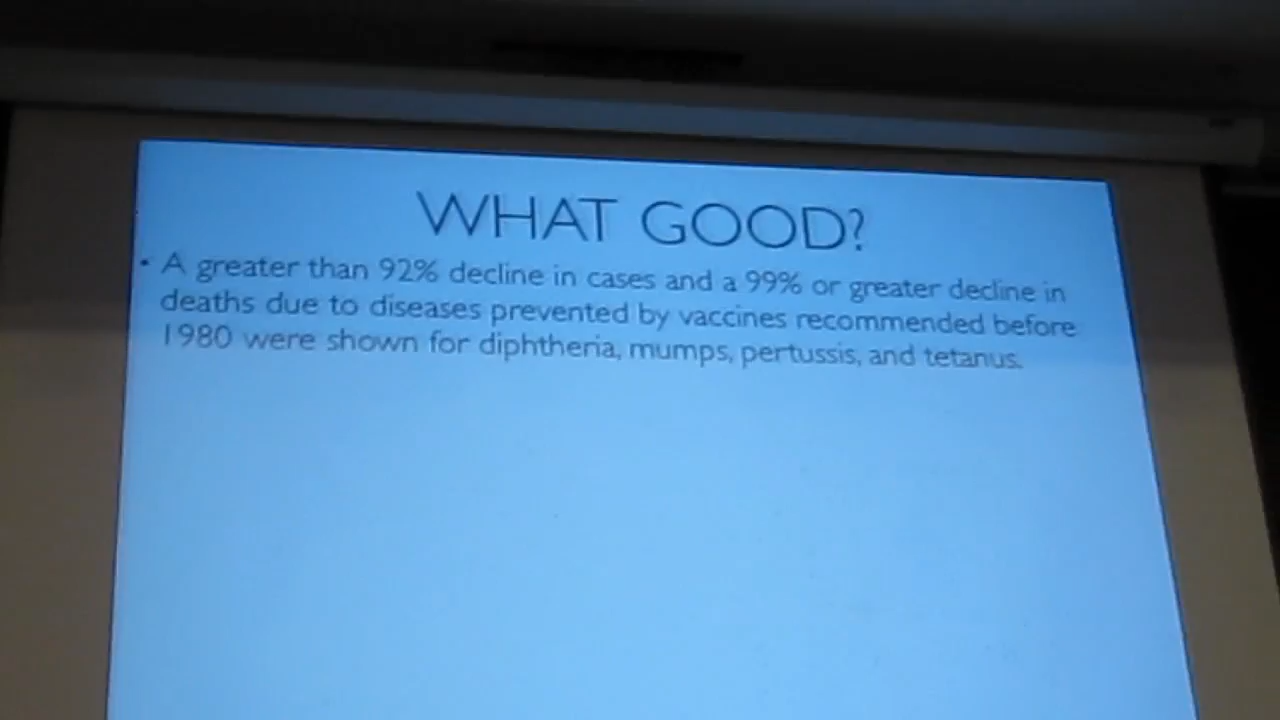 WHAT GOOD?
• A greater than 92% decline in cases and a 99% or greater decline in
deaths due to diseases prevented by vaccines recommended before
1980 were shown for diphtheria, mumps, pertussis, and tetanus.